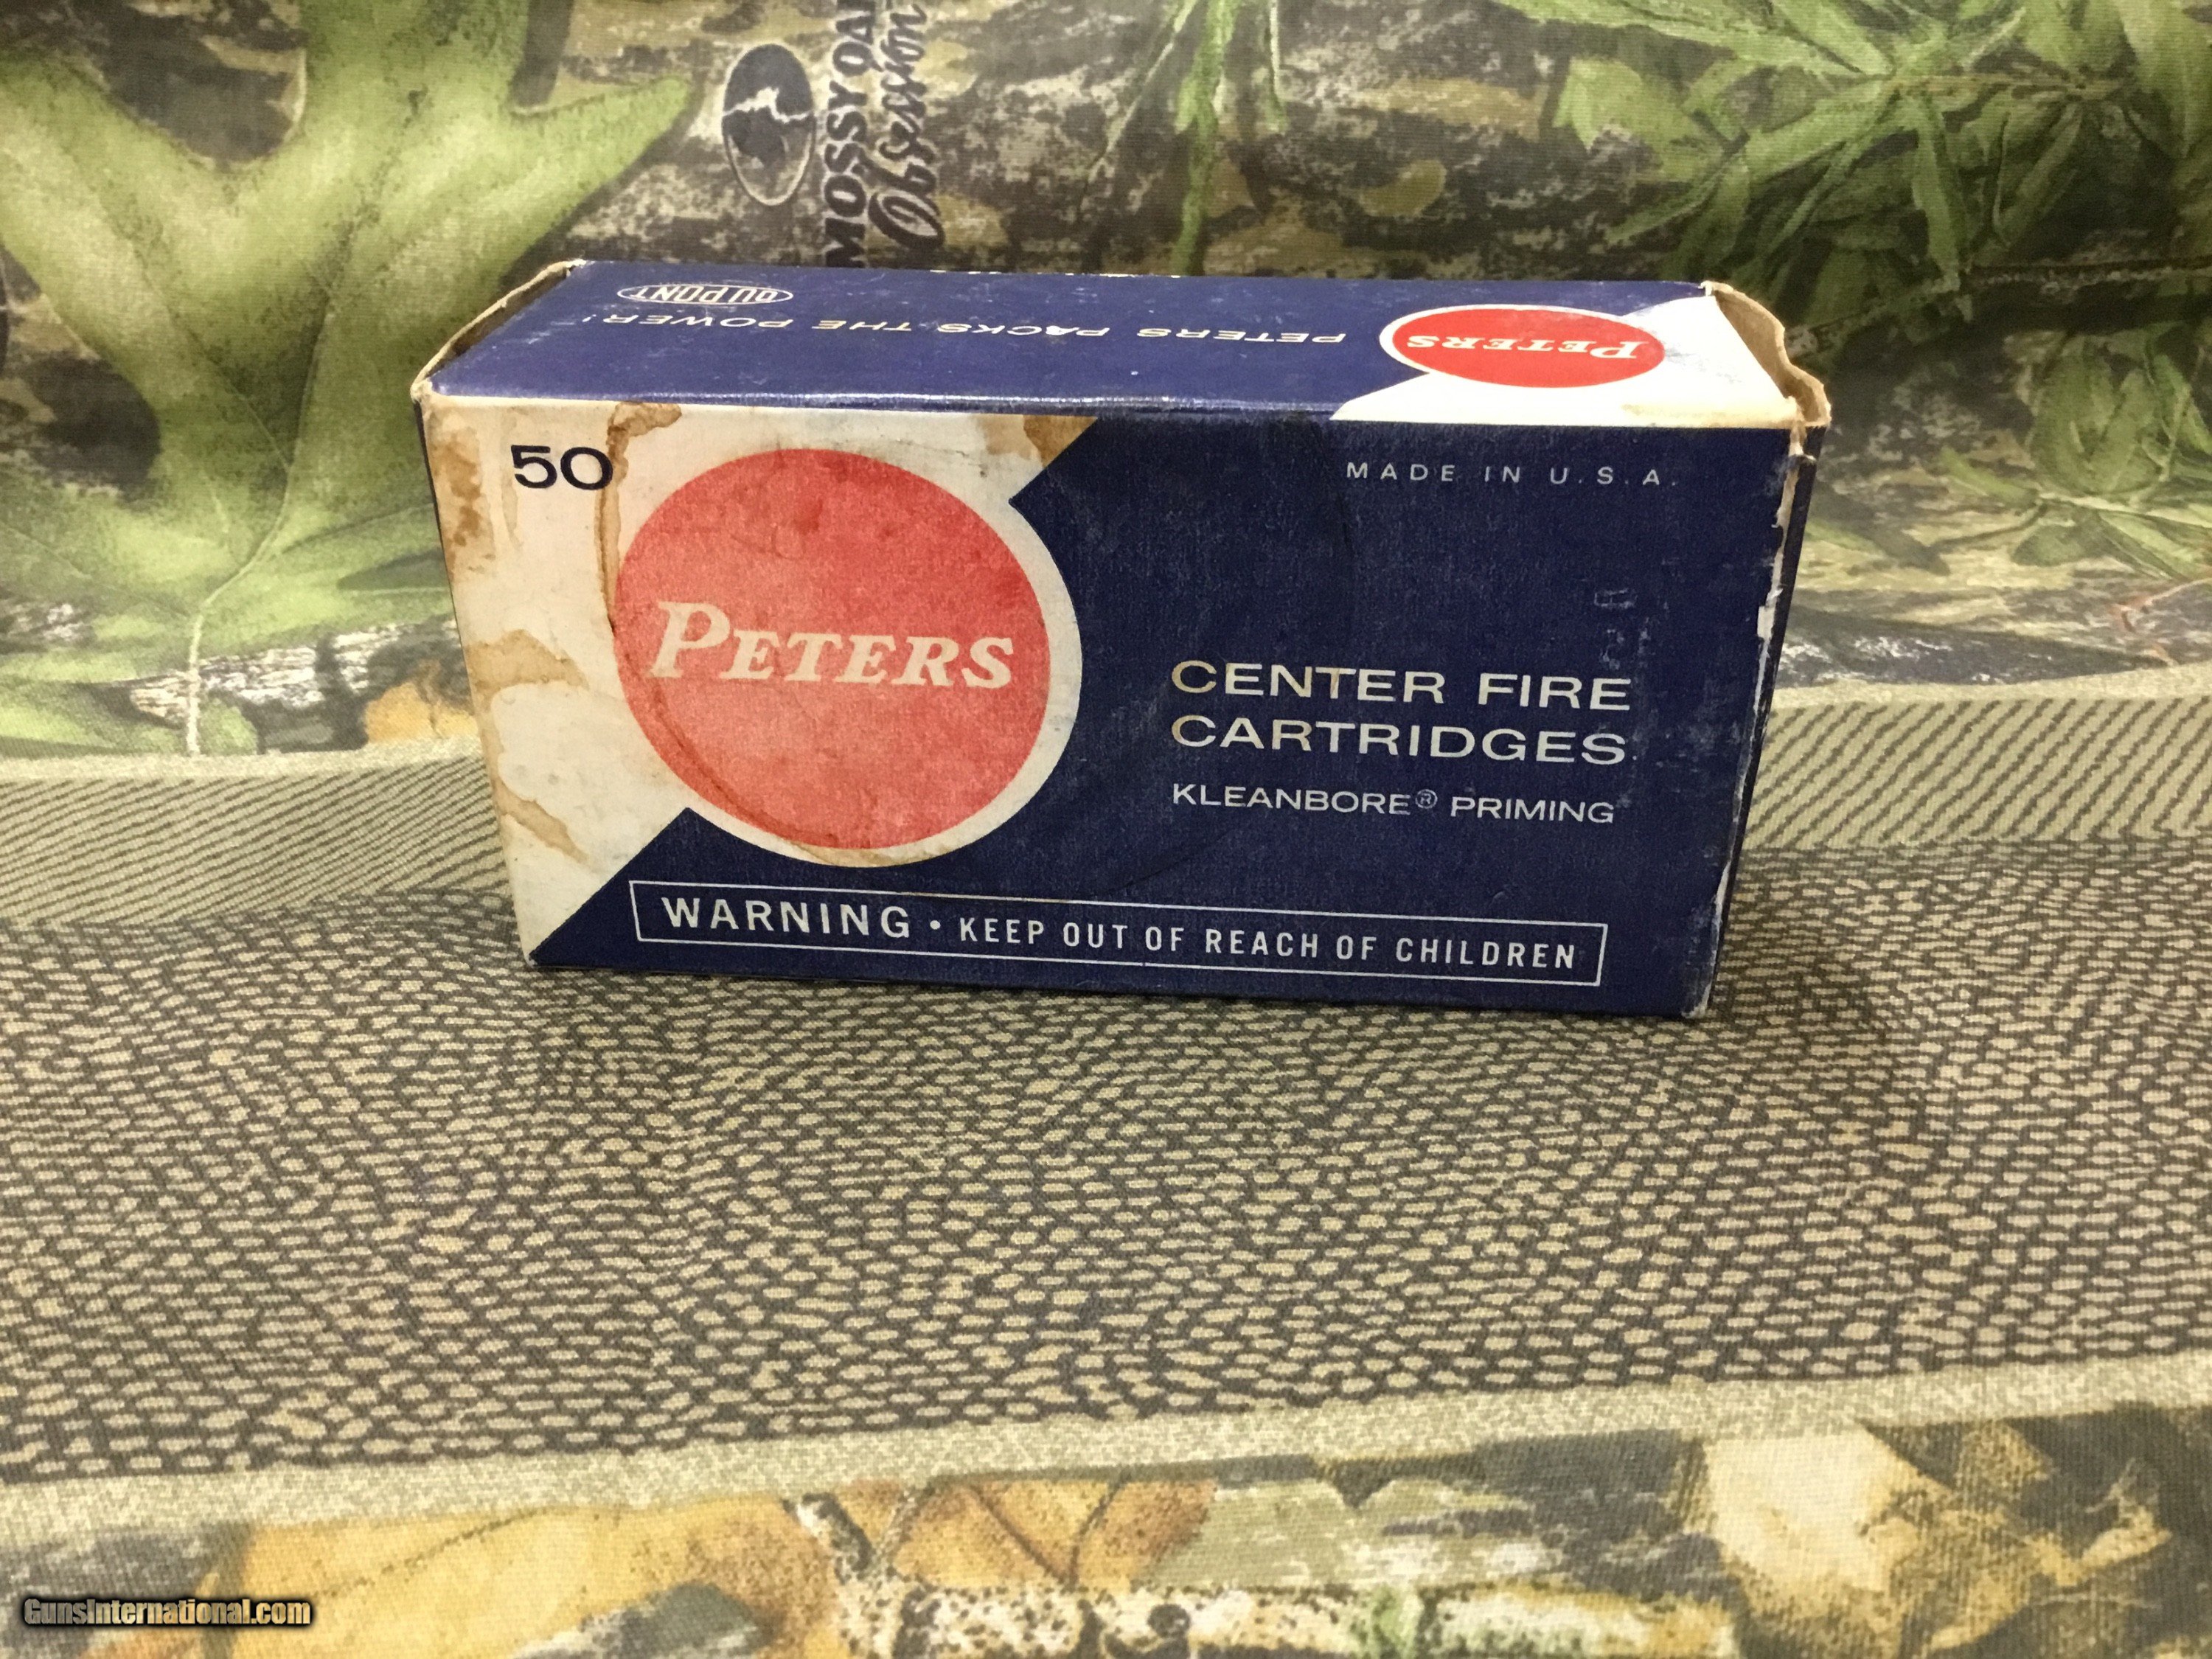 MOSSY OAK
Obsession
DU PONT
PETERS PACKS THE POWER!
PETERS
50
MADE IN U.S.A.
PETERS
CENTER FIRE
CARTRIDGES
KLEANBORE® PRIMING
WARNING • KEEP OUT OF REACH OF CHILDREN
GunsInternational.com